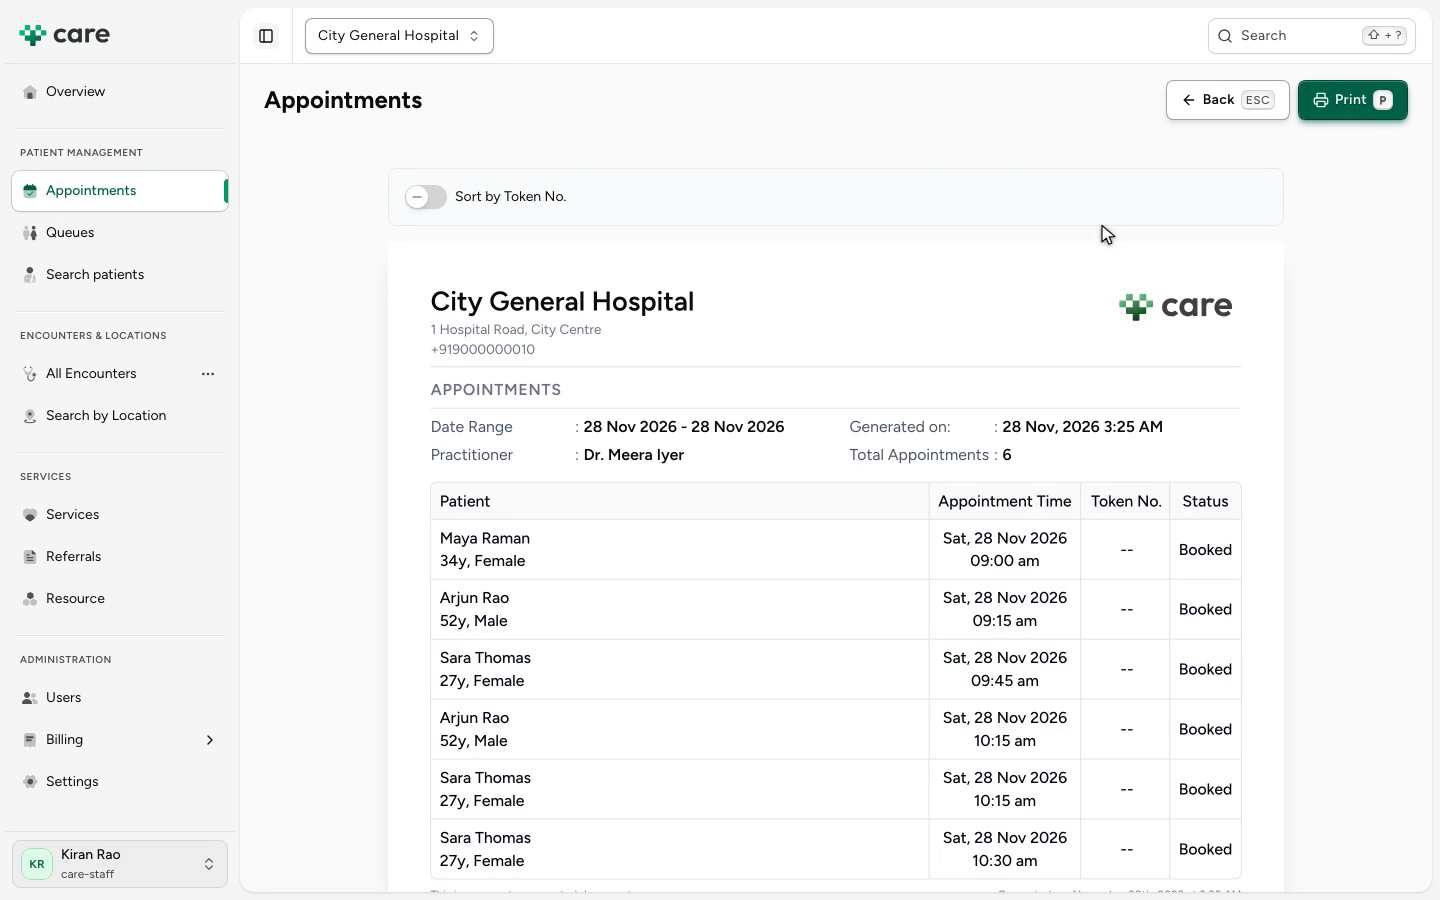 care
City General Hospital
Search
⇧ + ?
Overview
Appointments
Back ESC
Print P
PATIENT MANAGEMENT
Appointments
Queues
Search patients
ENCOUNTERS & LOCATIONS
All Encounters
Search by Location
SERVICES
Services
Referrals
Resource
ADMINISTRATION
Users
Billing
Settings
KR
Kiran Rao
care-staff
Sort by Token No.
City General Hospital
care
1 Hospital Road, City Centre
+919000000010
APPOINTMENTS
Date Range : 28 Nov 2026 - 28 Nov 2026 Generated on: : 28 Nov, 2026 3:25 AM
Practitioner : Dr. Meera Iyer Total Appointments : 6
Patient Appointment Time Token No. Status
Maya Raman
34y, Female
Sat, 28 Nov 2026
09:00 am
--
Booked
Arjun Rao
52y, Male
Sat, 28 Nov 2026
09:15 am
--
Booked
Sara Thomas
27y, Female
Sat, 28 Nov 2026
09:45 am
--
Booked
Arjun Rao
52y, Male
Sat, 28 Nov 2026
10:15 am
--
Booked
Sara Thomas
27y, Female
Sat, 28 Nov 2026
10:15 am
--
Booked
Sara Thomas
27y, Female
Sat, 28 Nov 2026
10:30 am
--
Booked